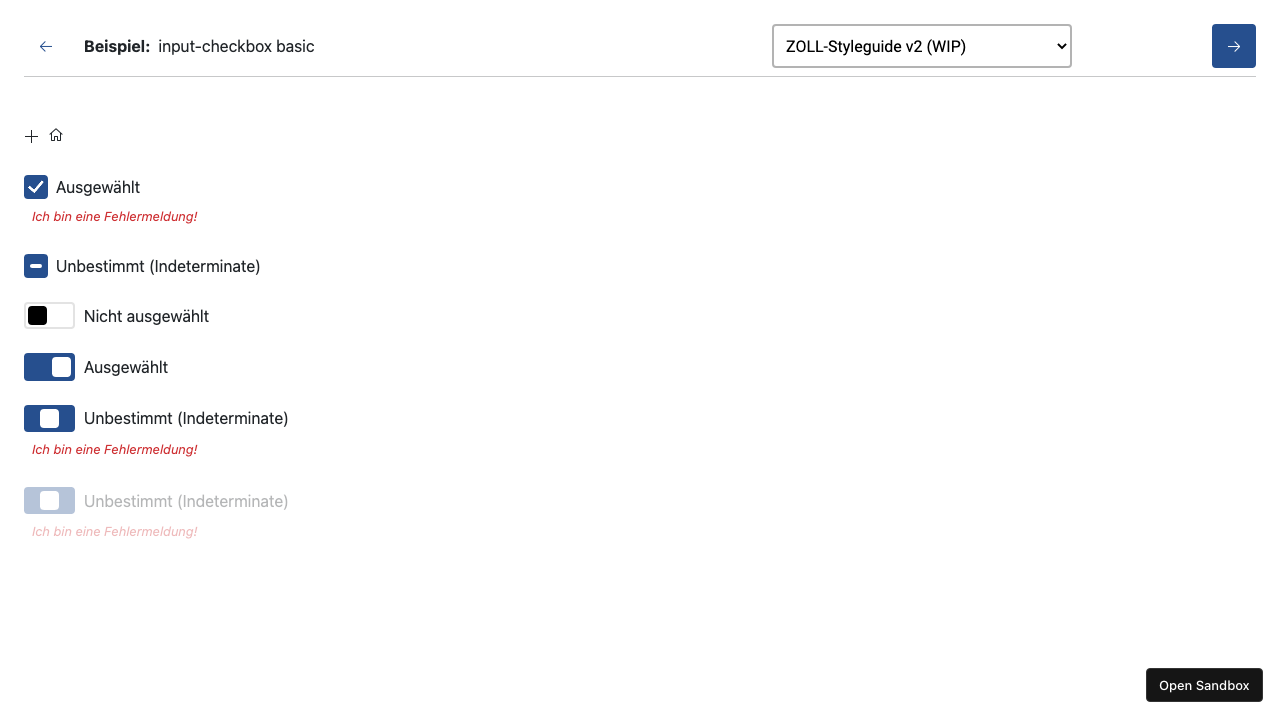 Beispiel: input-checkbox basic
ZOLL-Styleguide v2 (WIP)
Ausgewählt
Ich bin eine Fehlermeldung!
Unbestimmt (Indeterminate)
Nicht ausgewählt
Ausgewählt
Unbestimmt (Indeterminate)
Ich bin eine Fehlermeldung!
Unbestimmt (Indeterminate)
Ich bin eine Fehlermeldung!
Open Sandbox